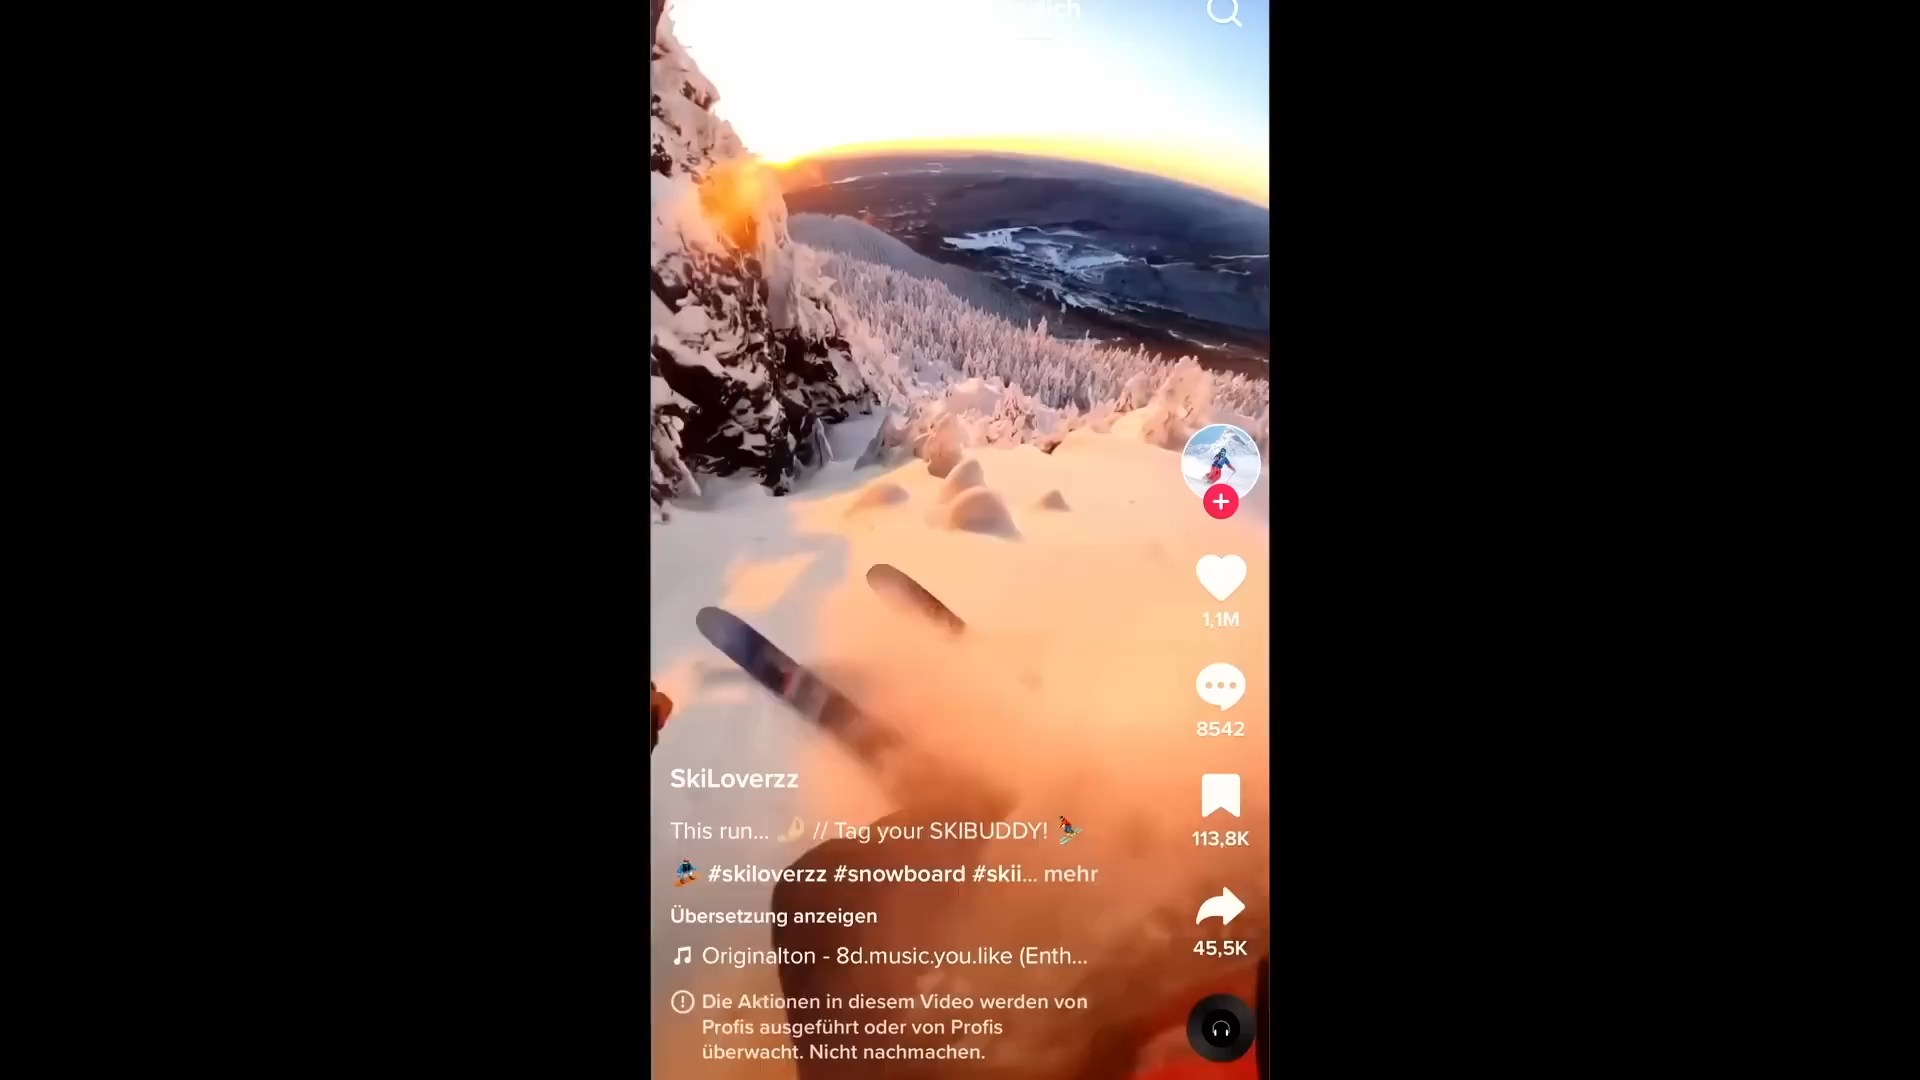 1,1M
8542
113,8K
45,5K
SkiLoverzz
This run... 🤌 // Tag your SKIBUDDY! ⛷️
🏂 #skiloverzz #snowboard #skii... mehr
Übersetzung anzeigen
Originalton - 8d.music.you.like (Enth...
Die Aktionen in diesem Video werden von
Profis ausgeführt oder von Profis
überwacht. Nicht nachmachen.